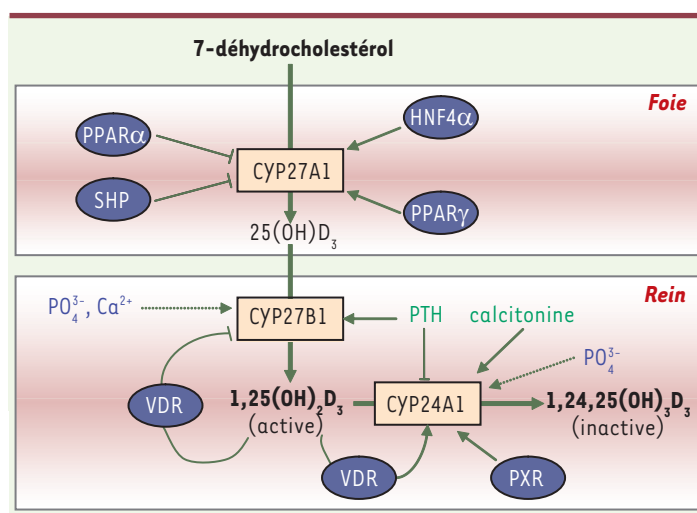 7-déhydrocholestérol
Foie
PPARα
HNF4α
CYP27A1
SHP
PPARγ
25(OH)D₃
Rein
PO₄³⁻, Ca²⁺
CYP27B1
PTH
calcitonine
PO₄³⁻
VDR
1,25(OH)₂D₃
(active)
CYP24A1
1,24,25(OH)₃D₃
(inactive)
VDR
PXR